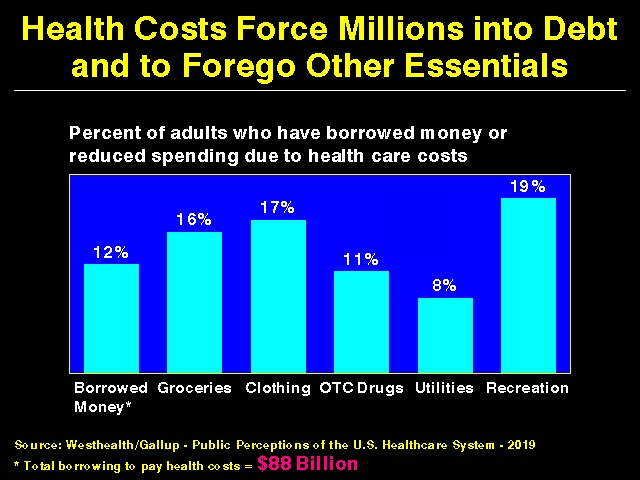 Health Costs Force Millions into Debt
and to Forego Other Essentials
Percent of adults who have borrowed money or
reduced spending due to health care costs
12%
16%
17%
11%
8%
19%
Borrowed Money*
Groceries
Clothing
OTC Drugs
Utilities
Recreation
Source: Westhealth/Gallup - Public Perceptions of the U.S. Healthcare System - 2019
* Total borrowing to pay health costs = $88 Billion